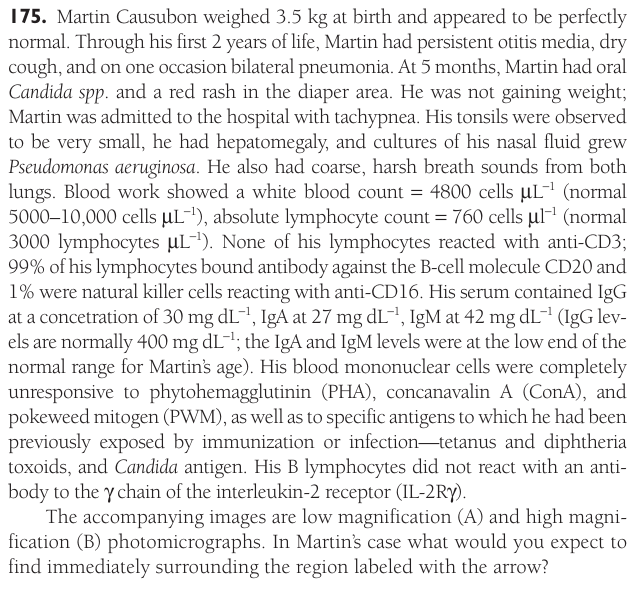 175. Martin Causubon weighed 3.5 kg at birth and appeared to be perfectly
normal. Through his first 2 years of life, Martin had persistent otitis media, dry
cough, and on one occasion bilateral pneumonia. At 5 months, Martin had oral
Candida spp. and a red rash in the diaper area. He was not gaining weight;
Martin was admitted to the hospital with tachypnea. His tonsils were observed
to be very small, he had hepatomegaly, and cultures of his nasal fluid grew
Pseudomonas aeruginosa. He also had coarse, harsh breath sounds from both
lungs. Blood work showed a white blood count = 4800 cells μL⁻¹ (normal
5000–10,000 cells μL⁻¹), absolute lymphocyte count = 760 cells μl⁻¹ (normal
3000 lymphocytes μL⁻¹). None of his lymphocytes reacted with anti-CD3;
99% of his lymphocytes bound antibody against the B-cell molecule CD20 and
1% were natural killer cells reacting with anti-CD16. His serum contained IgG
at a concetration of 30 mg dL⁻¹, IgA at 27 mg dL⁻¹, IgM at 42 mg dL⁻¹ (IgG lev-
els are normally 400 mg dL⁻¹; the IgA and IgM levels were at the low end of the
normal range for Martin's age). His blood mononuclear cells were completely
unresponsive to phytohemagglutinin (PHA), concanavalin A (ConA), and
pokeweed mitogen (PWM), as well as to specific antigens to which he had been
previously exposed by immunization or infection—tetanus and diphtheria
toxoids, and Candida antigen. His B lymphocytes did not react with an anti-
body to the γ chain of the interleukin-2 receptor (IL-2Rγ).
The accompanying images are low magnification (A) and high magni-
fication (B) photomicrographs. In Martin's case what would you expect to
find immediately surrounding the region labeled with the arrow?